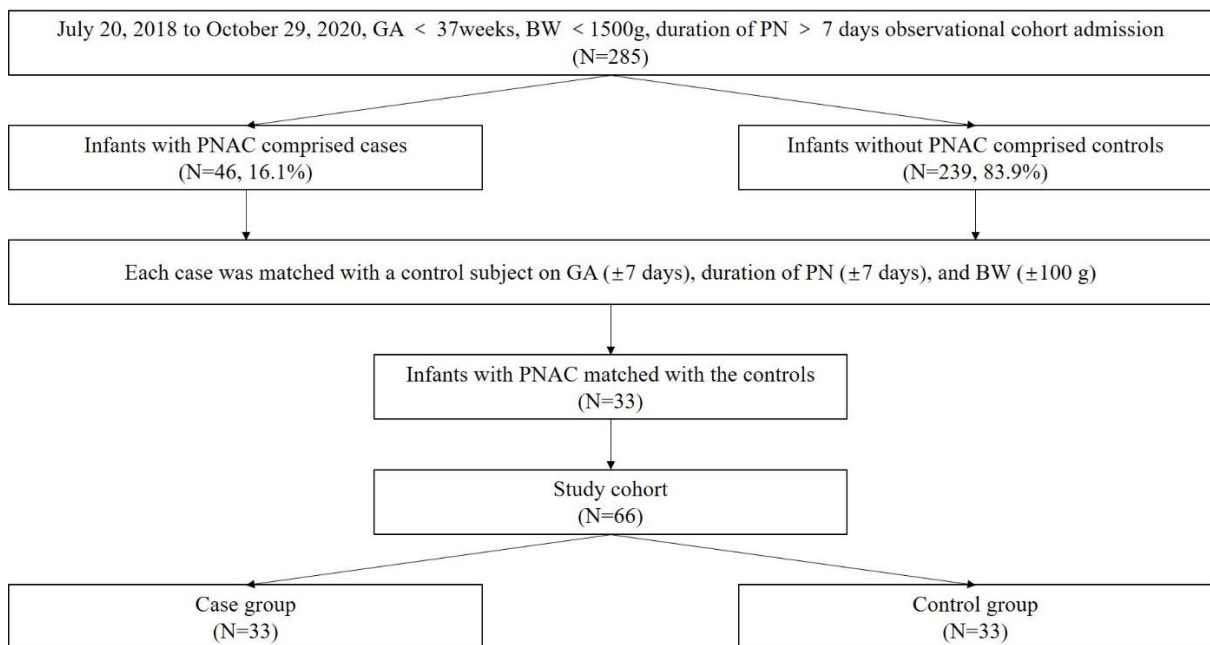 July 20, 2018 to October 29, 2020, GA < 37weeks, BW < 1500g, duration of PN > 7 days observational cohort admission
(N=285)
Infants with PNAC comprised cases
(N=46, 16.1%)
Infants without PNAC comprised controls
(N=239, 83.9%)
Each case was matched with a control subject on GA (±7 days), duration of PN (±7 days), and BW (±100 g)
Infants with PNAC matched with the controls
(N=33)
Study cohort
(N=66)
Case group
(N=33)
Control group
(N=33)